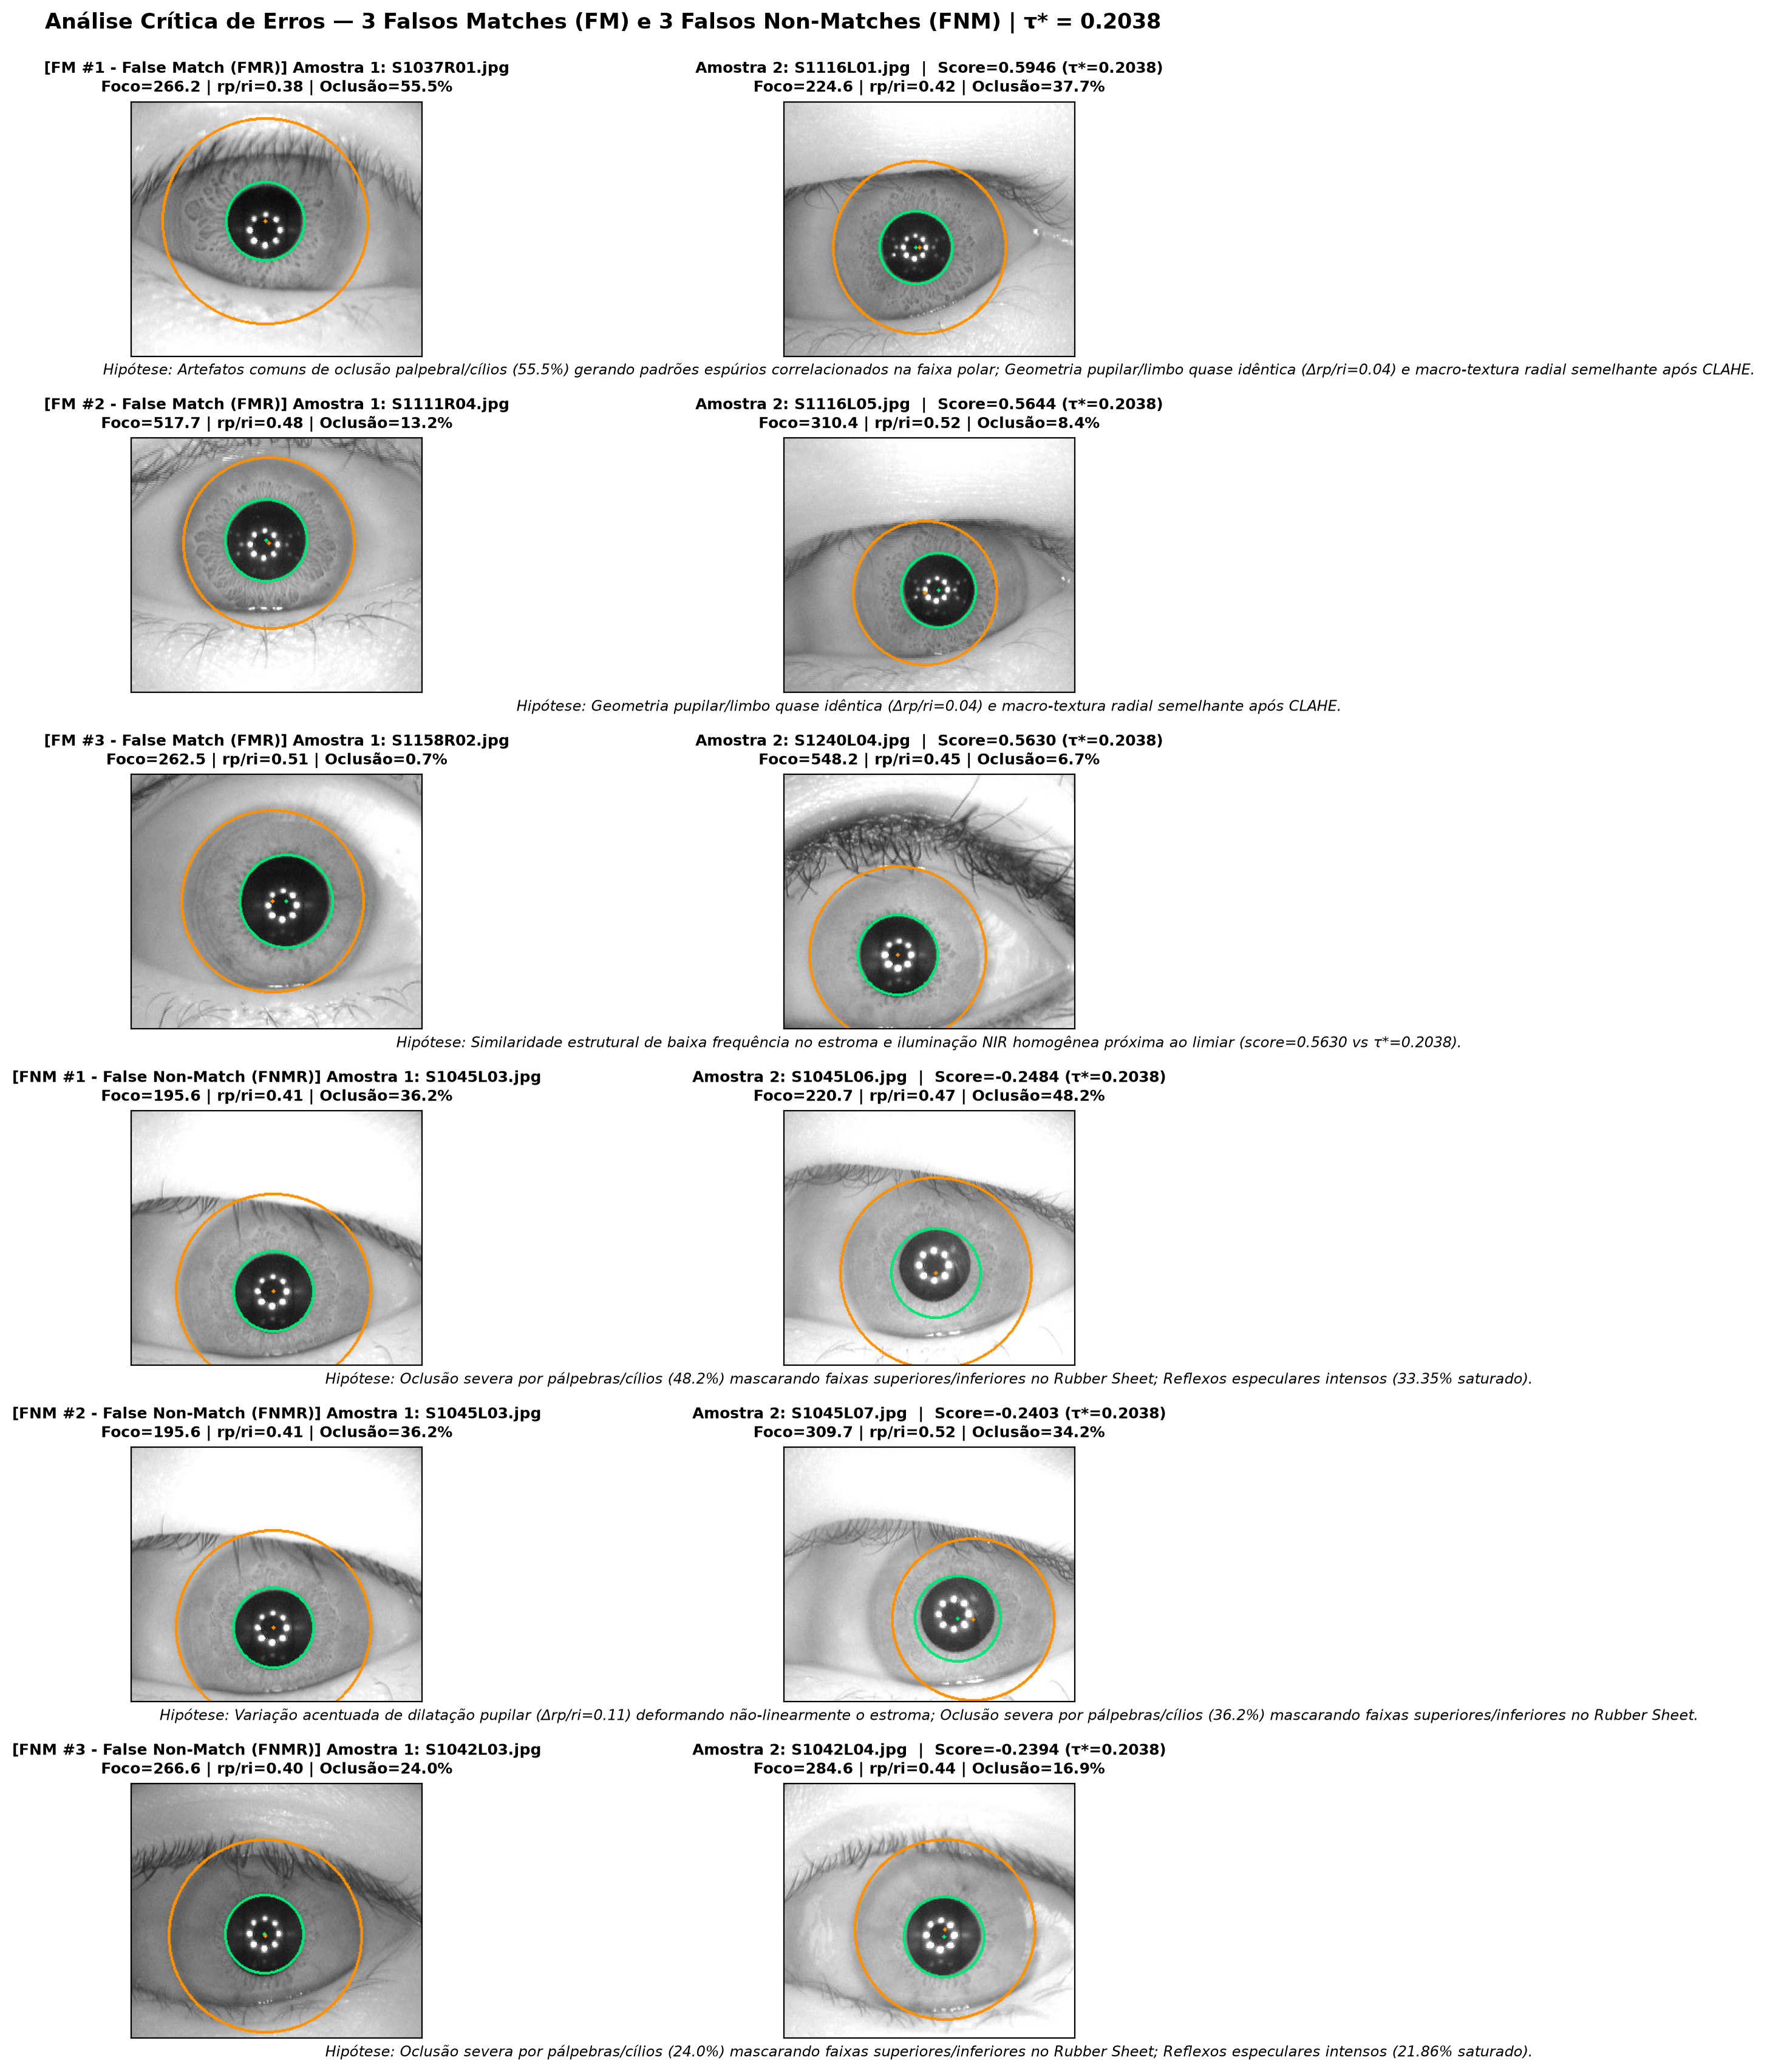 Análise Crítica de Erros — 3 Falsos Matches (FM) e 3 Falsos Non-Matches (FNM) | τ* = 0.2038
[FM #1 - False Match (FMR)] Amostra 1: S1037R01.jpg
Foco=266.2 | rp/ri=0.38 | Oclusão=55.5%
Amostra 2: S1116L01.jpg | Score=0.5946 (τ*=0.2038)
Foco=224.6 | rp/ri=0.42 | Oclusão=37.7%
Hipótese: Artefatos comuns de oclusão palpebral/cílios (55.5%) gerando padrões espúrios correlacionados na faixa polar; Geometria pupilar/limbo quase idêntica (Δrp/ri=0.04) e macro-textura radial semelhante após CLAHE.
[FM #2 - False Match (FMR)] Amostra 1: S1111R04.jpg
Foco=517.7 | rp/ri=0.48 | Oclusão=13.2%
Amostra 2: S1116L05.jpg | Score=0.5644 (τ*=0.2038)
Foco=310.4 | rp/ri=0.52 | Oclusão=8.4%
Hipótese: Geometria pupilar/limbo quase idêntica (Δrp/ri=0.04) e macro-textura radial semelhante após CLAHE.
[FM #3 - False Match (FMR)] Amostra 1: S1158R02.jpg
Foco=262.5 | rp/ri=0.51 | Oclusão=0.7%
Amostra 2: S1240L04.jpg | Score=0.5630 (τ*=0.2038)
Foco=548.2 | rp/ri=0.45 | Oclusão=6.7%
Hipótese: Similaridade estrutural de baixa frequência no estroma e iluminação NIR homogênea próxima ao limiar (score=0.5630 vs τ*=0.2038).
[FNM #1 - False Non-Match (FNMR)] Amostra 1: S1045L03.jpg
Foco=195.6 | rp/ri=0.41 | Oclusão=36.2%
Amostra 2: S1045L06.jpg | Score=-0.2484 (τ*=0.2038)
Foco=220.7 | rp/ri=0.47 | Oclusão=48.2%
Hipótese: Oclusão severa por pálpebras/cílios (48.2%) mascarando faixas superiores/inferiores no Rubber Sheet; Reflexos especulares intensos (33.35% saturado).
[FNM #2 - False Non-Match (FNMR)] Amostra 1: S1045L03.jpg
Foco=195.6 | rp/ri=0.41 | Oclusão=36.2%
Amostra 2: S1045L07.jpg | Score=-0.2403 (τ*=0.2038)
Foco=309.7 | rp/ri=0.52 | Oclusão=34.2%
Hipótese: Variação acentuada de dilatação pupilar (Δrp/ri=0.11) deformando não-linearmente o estroma; Oclusão severa por pálpebras/cílios (36.2%) mascarando faixas superiores/inferiores no Rubber Sheet.
[FNM #3 - False Non-Match (FNMR)] Amostra 1: S1042L03.jpg
Foco=266.6 | rp/ri=0.40 | Oclusão=24.0%
Amostra 2: S1042L04.jpg | Score=-0.2394 (τ*=0.2038)
Foco=284.6 | rp/ri=0.44 | Oclusão=16.9%
Hipótese: Oclusão severa por pálpebras/cílios (24.0%) mascarando faixas superiores/inferiores no Rubber Sheet; Reflexos especulares intensos (21.86% saturado).